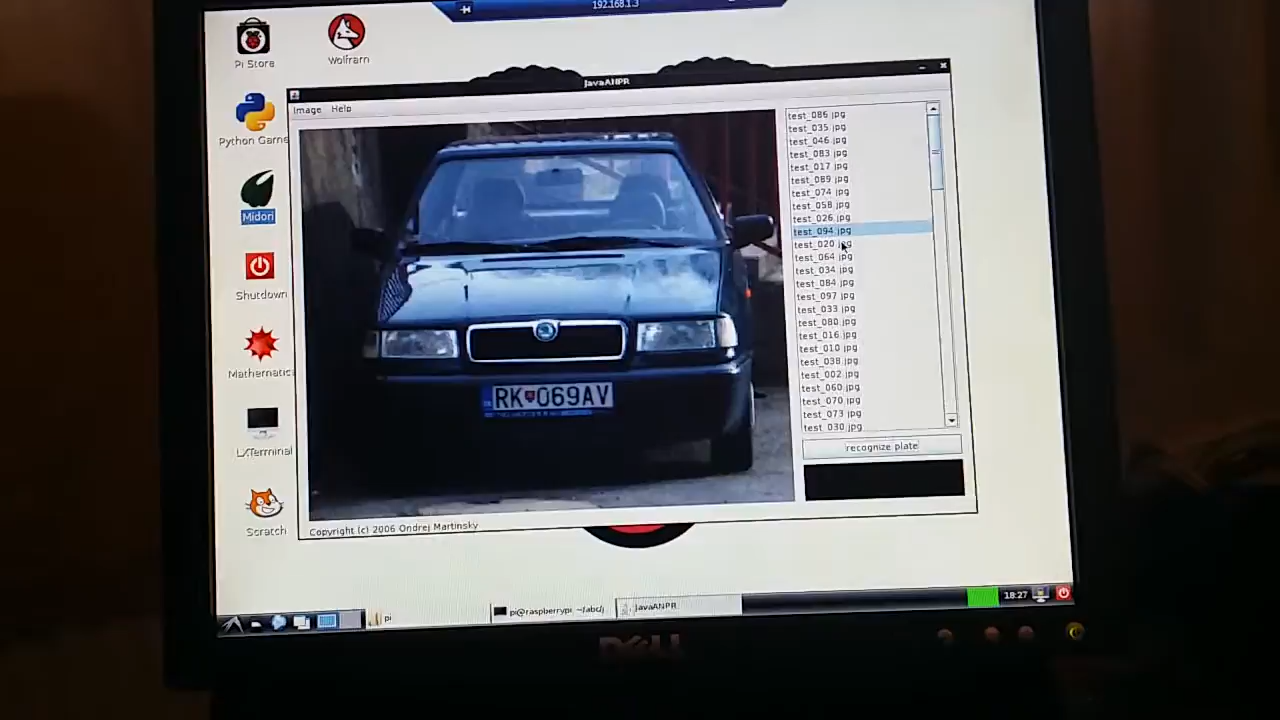 192.168.1.3
Pi Store
Wolfram
Python Game
Midori
Shutdown
Mathematic
LXTerminal
Scratch
JavaANPR
Image Help
RK 069AV
test_086.jpg
test_035.jpg
test_046.jpg
test_083.jpg
test_017.jpg
test_089.jpg
test_074.jpg
test_058.jpg
test_026.jpg
test_094.jpg
test_020.jpg
test_064.jpg
test_034.jpg
test_084.jpg
test_097.jpg
test_033.jpg
test_080.jpg
test_016.jpg
test_010.jpg
test_038.jpg
test_002.jpg
test_060.jpg
test_070.jpg
test_073.jpg
test_030.jpg
recognize plate
Copyright (c) 2006 Ondrej Martinsky
pi
pi@raspberrypi: ~/abc/j
JavaANPR
18:27
DELL